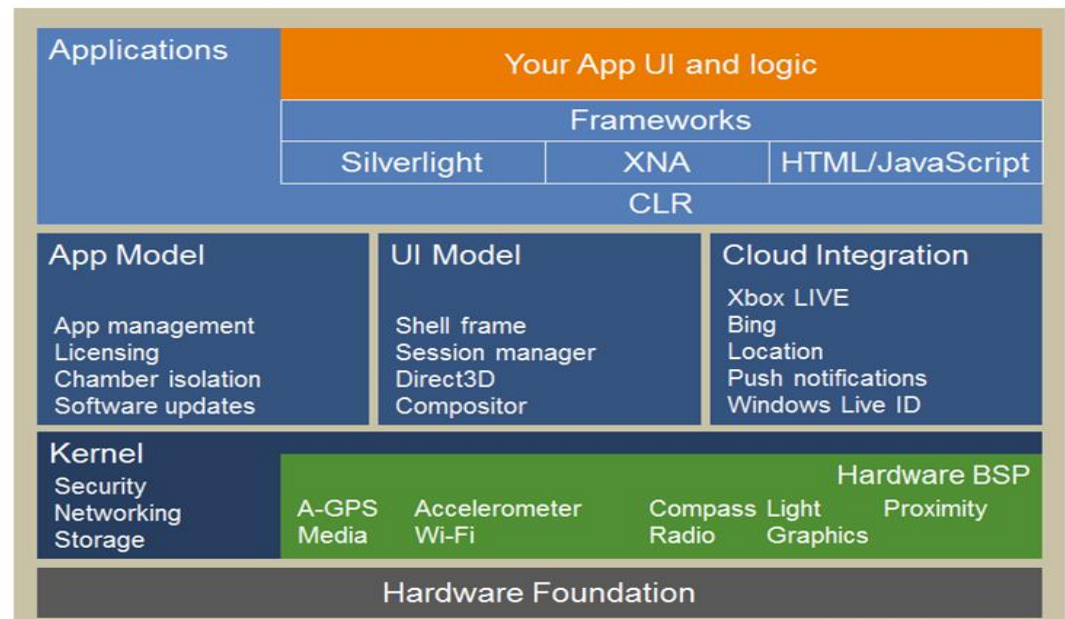 Applications
Your App UI and logic
Frameworks
Silverlight
XNA
HTML/JavaScript
CLR
App Model
App management
Licensing
Chamber isolation
Software updates
UI Model
Shell frame
Session manager
Direct3D
Compositor
Cloud Integration
Xbox LIVE
Bing
Location
Push notifications
Windows Live ID
Kernel
Security
Networking
Storage
Hardware BSP
A-GPS Accelerometer Compass Light Proximity
Media Wi-Fi Radio Graphics
Hardware Foundation